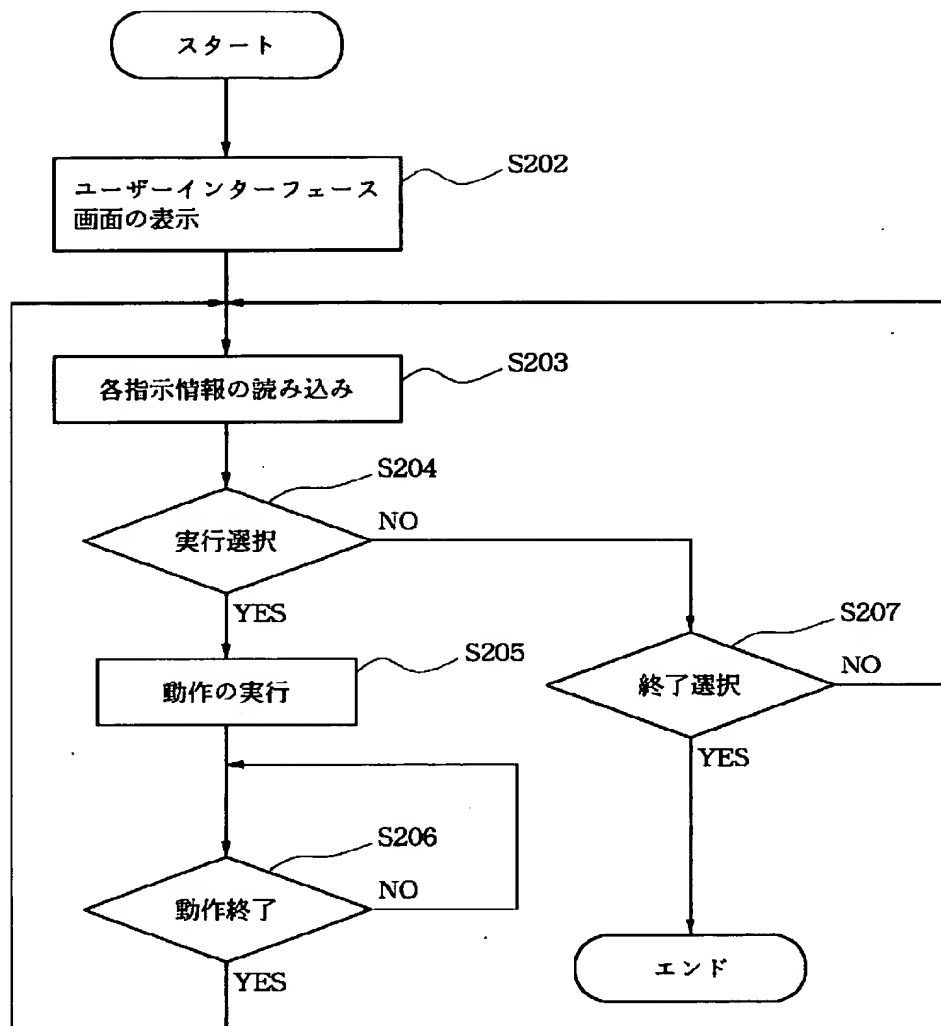 スタート
S202
ユーザーインターフェース
画面の表示
S203
各指示情報の読み込み
S204
実行選択
NO
YES
S205
動作の実行
S207
終了選択
NO
YES
S206
動作終了
NO
YES
エンド